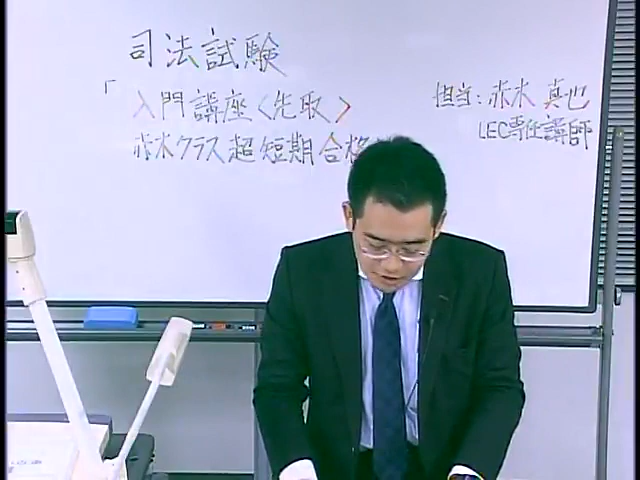 司法試験
「入門講座〈先取〉
赤木クラス超短期合格
担当:赤木 真也
LEC専任講師